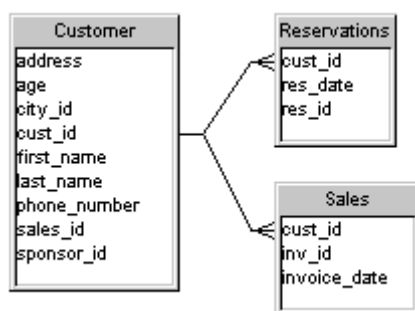 Customer
address
age
city_id
cust_id
first_name
last_name
phone_number
sales_id
sponsor_id
Reservations
cust_id
res_date
res_id
Sales
cust_id
inv_id
invoice_date